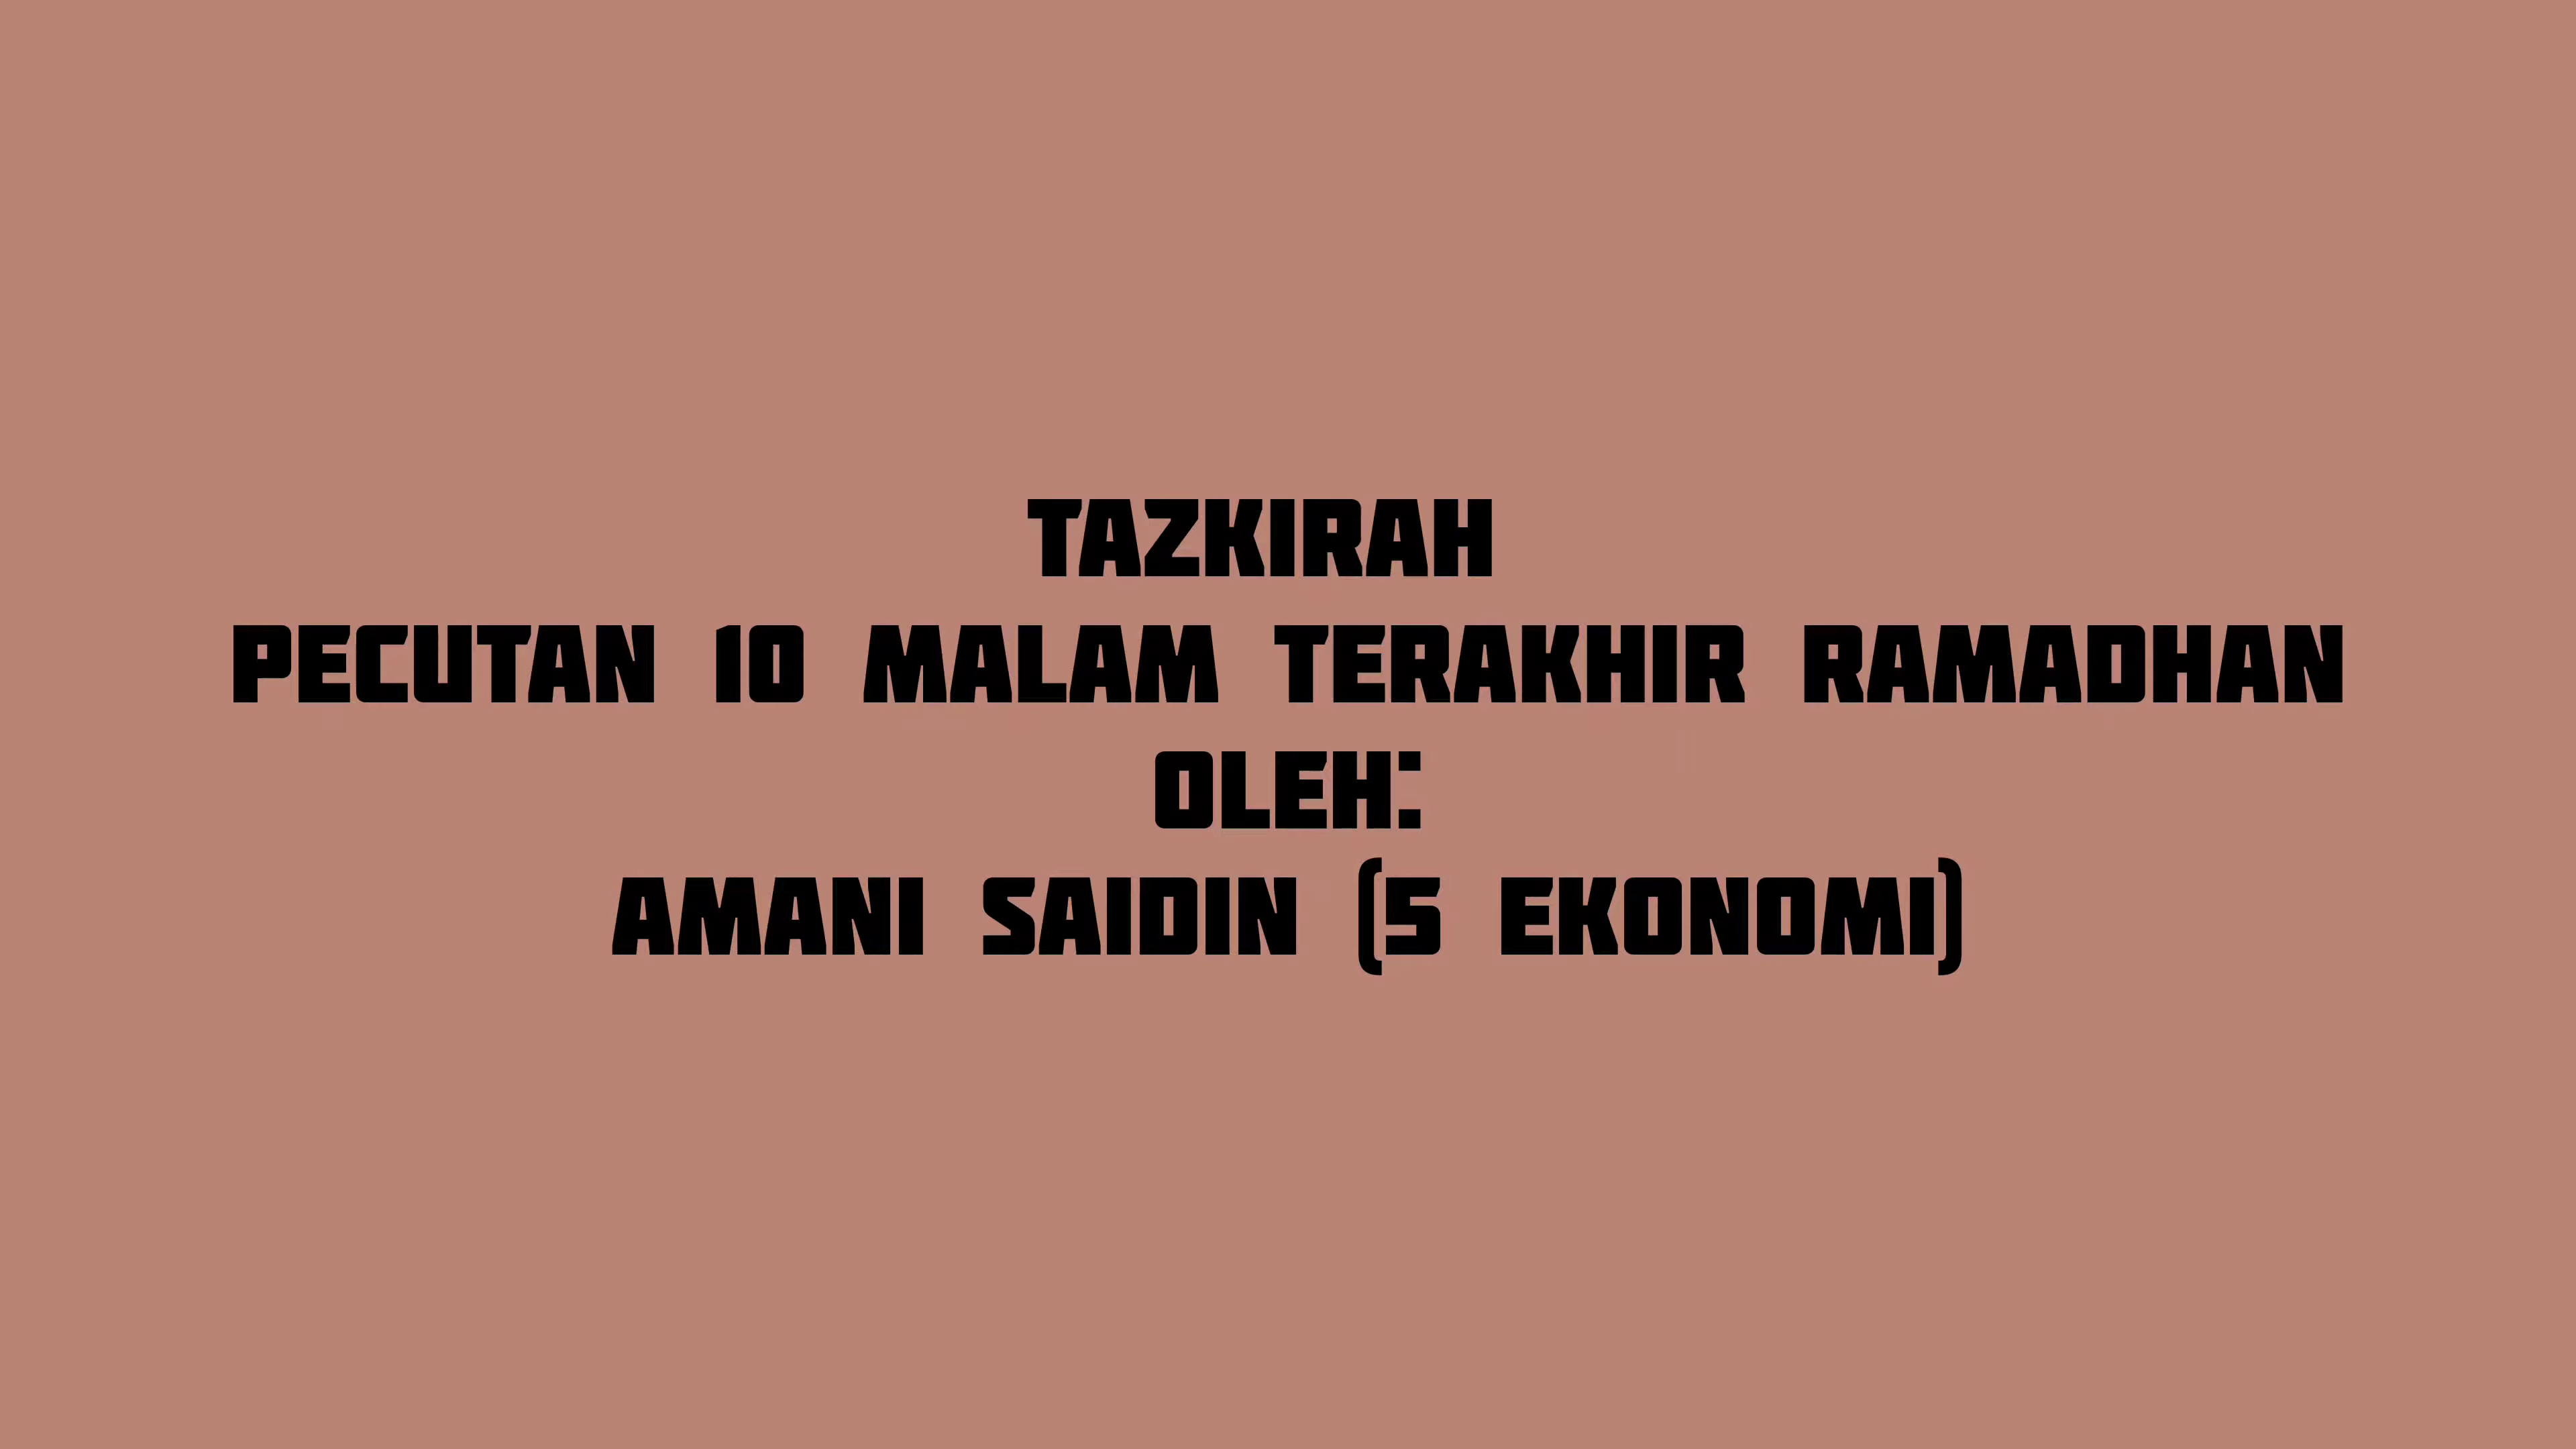 TAZKIRAH
PECUTAN 10 MALAM TERAKHIR RAMADHAN
OLEH:
AMANI SAIDIN (5 EKONOMI)